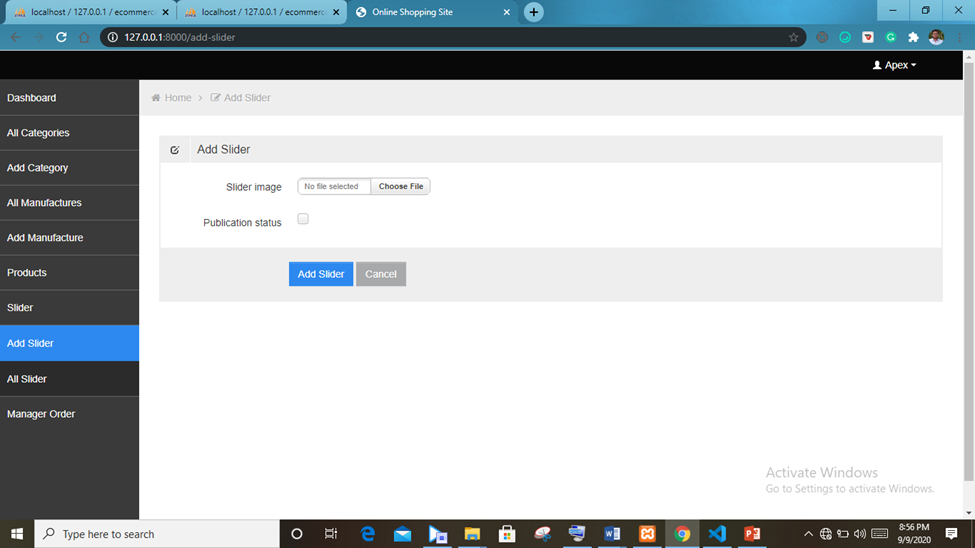 localhost / 127.0.0.1 / ecommerc
localhost / 127.0.0.1 / ecommerc
Online Shopping Site
127.0.0.1:8000/add-slider
Apex
Dashboard
All Categories
Add Category
All Manufactures
Add Manufacture
Products
Slider
Add Slider
All Slider
Manager Order
Home
Add Slider
Add Slider
Slider image
No file selected
Choose File
Publication status
Add Slider
Cancel
Activate Windows
Go to Settings to activate Windows.
Type here to search
8:56 PM
9/9/2020